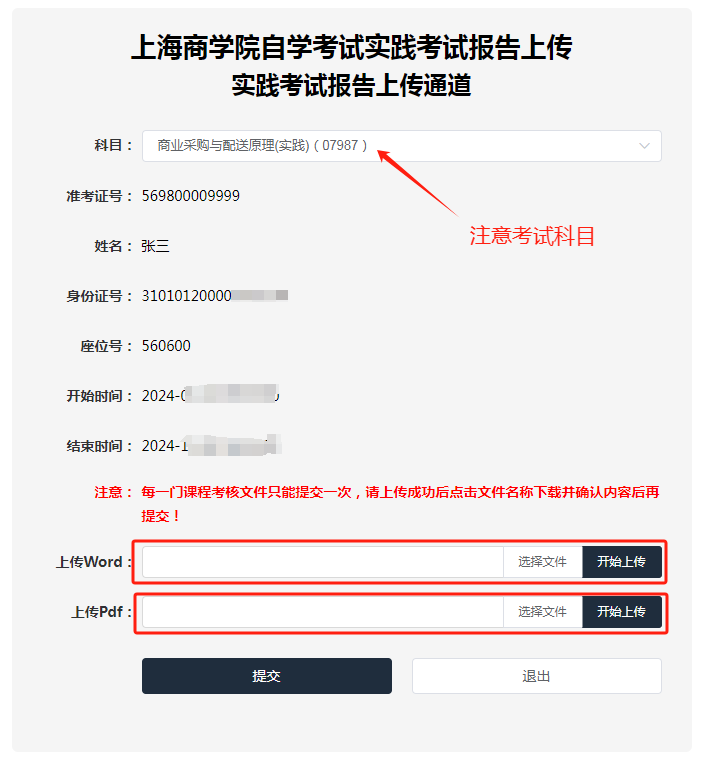 上海商学院自学考试实践考试报告上传
实践考试报告上传通道
科目： 商业采购与配送原理(实践) ( 07987 )
注意考试科目
准考证号： 569800009999
姓名： 张三
身份证号： 31010120000
座位号： 560600
开始时间： 2024-
结束时间： 2024-1
注意： 每一门课程考核文件只能提交一次，请上传成功后点击文件名称下载并确认内容后再
提交！
上传Word： 选择文件 开始上传
上传Pdf： 选择文件 开始上传
提交 退出